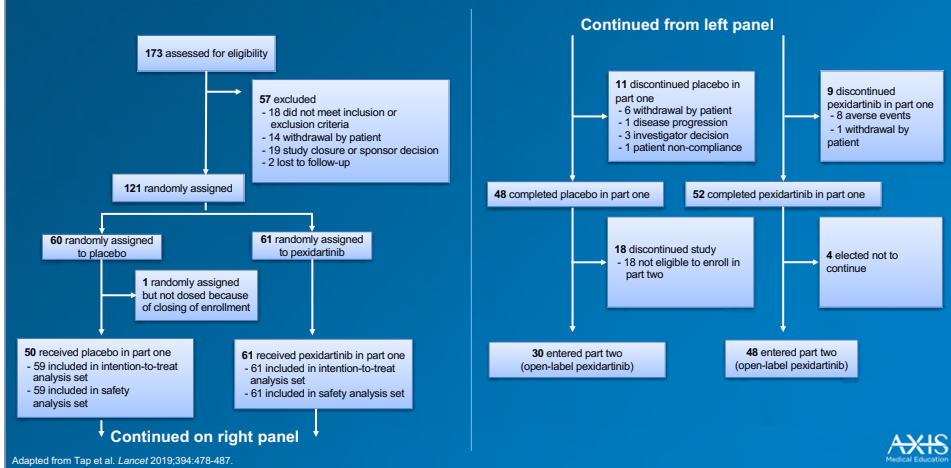 173 assessed for eligibility
57 excluded
- 18 did not meet inclusion or
exclusion criteria
- 14 withdrawal by patient
- 19 study closure or sponsor decision
- 2 lost to follow-up
121 randomly assigned
60 randomly assigned
to placebo
61 randomly assigned
to pexidartinib
1 randomly assigned
but not dosed because
of closing of enrollment
50 received placebo in part one
- 59 included in intention-to-treat
analysis set
- 59 included in safety
analysis set
61 received pexidartinib in part one
- 61 included in intention-to-treat
analysis set
- 61 included in safety analysis set
Continued on right panel
Adapted from Tap et al. Lancet 2019;394:478-487.
Continued from left panel
11 discontinued placebo in
part one
- 6 withdrawal by patient
- 1 disease progression
- 3 investigator decision
- 1 patient non-compliance
9 discontinued
pexidartinib in part one
- 8 averse events
- 1 withdrawal by
patient
48 completed placebo in part one
52 completed pexidartinib in part one
18 discontinued study
- 18 not eligible to enroll in
part two
4 elected not to
continue
30 entered part two
(open-label pexidartinib)
48 entered part two
(open-label pexidartinib)
AXIS
Medical Education